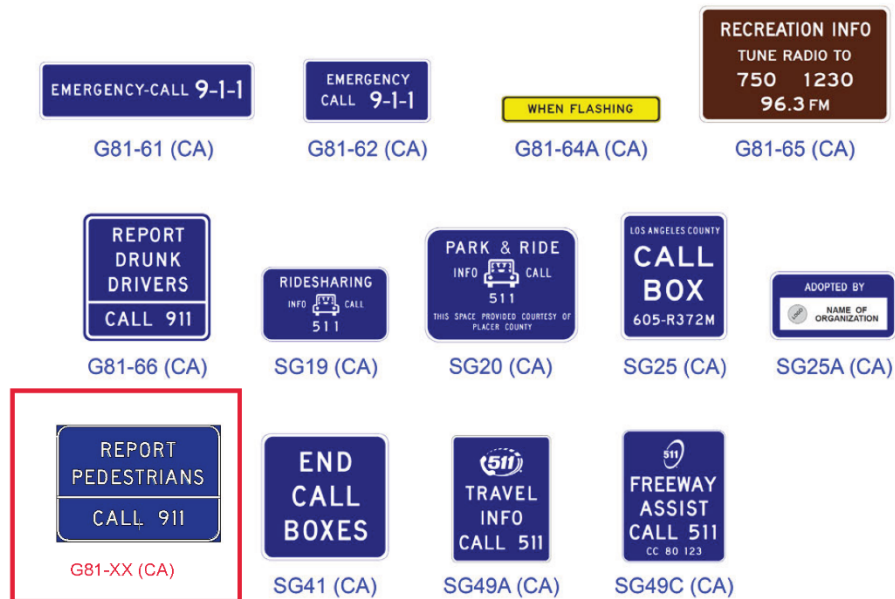 EMERGENCY-CALL 9-1-1
G81-61 (CA)
EMERGENCY
CALL 9-1-1
G81-62 (CA)
WHEN FLASHING
G81-64A (CA)
RECREATION INFO
TUNE RADIO TO
750 1230
96.3 FM
G81-65 (CA)
REPORT
DRUNK
DRIVERS
CALL 911
G81-66 (CA)
RIDESHARING
INFO CALL
511
SG19 (CA)
PARK & RIDE
INFO CALL
511
THIS SPACE PROVIDED COURTESY OF
PLACER COUNTY
SG20 (CA)
LOS ANGELES COUNTY
CALL
BOX
605-R372M
SG25 (CA)
ADOPTED BY
LOGO
NAME OF
ORGANIZATION
SG25A (CA)
REPORT
PEDESTRIANS
CALL 911
G81-XX (CA)
END
CALL
BOXES
SG41 (CA)
511
TRAVEL
INFO
CALL 511
SG49A (CA)
511
FREEWAY
ASSIST
CALL 511
CC 80 123
SG49C (CA)